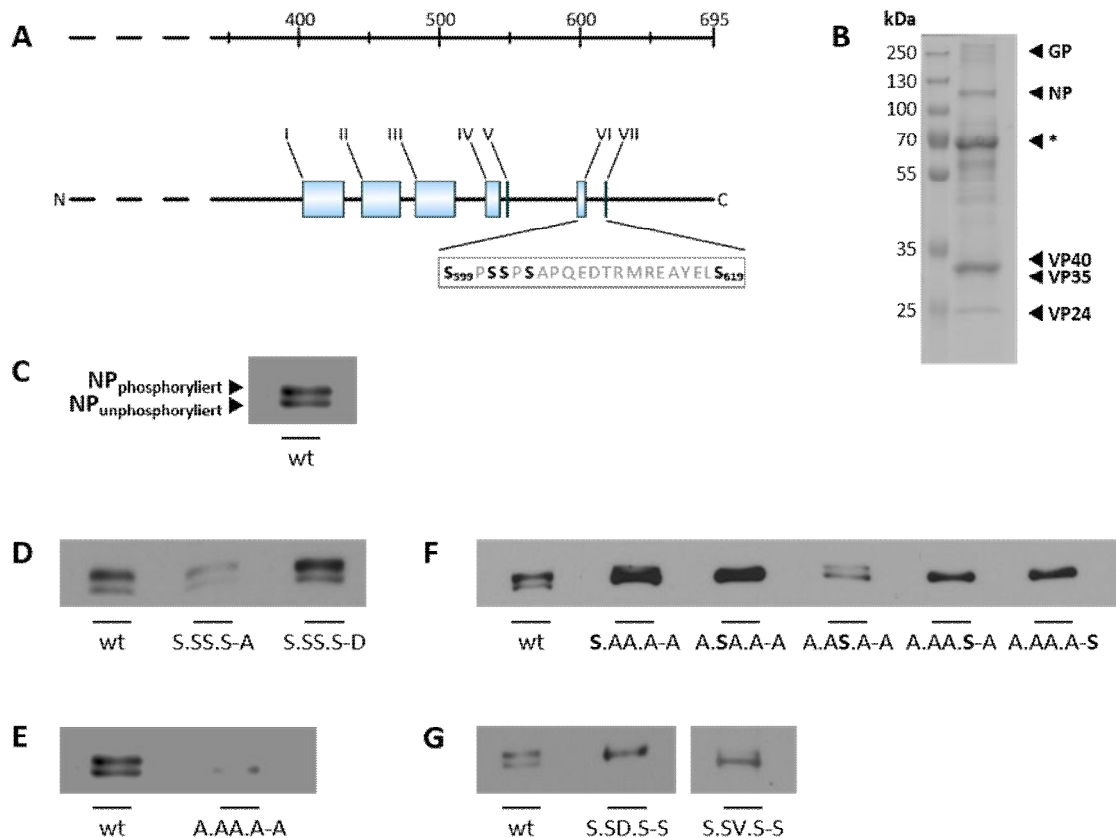 A
400 500 600 695
I II III IV V VI VII
N C
S599PSSPSAPQEDTRMREAYELS619
B
kDa
250
130
100
70
55
35
25
GP
NP
*
VP40
VP35
VP24
C
NPphosphoryliert
NPunphosphoryliert
wt
D
wt S.SS.S-A S.SS.S-D
F
wt S.AA.A-A A.SA.A-A A.AS.A-A A.AA.S-A A.AA.A-S
E
wt A.AA.A-A
G
wt S.SD.S-S S.SV.S-S